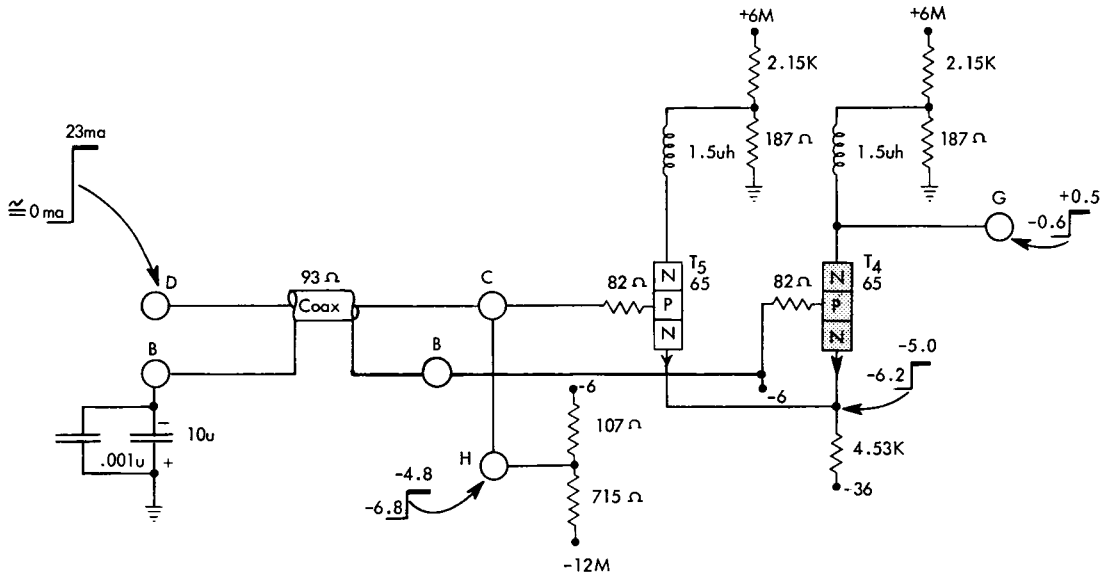 +6M
+6M
2.15K
2.15K
187 Ω
187 Ω
1.5uh
1.5uh
23ma
≅ 0 ma
G
+0.5
-0.6
D
93 Ω
Coax
C
82Ω
N
P
N
T5
65
82Ω
N
P
N
T4
65
B
B
-6
-5.0
-6.2
-6
10u
.001u
−
+
107 Ω
H
-4.8
-6.8
715 Ω
4.53K
-36
-12M